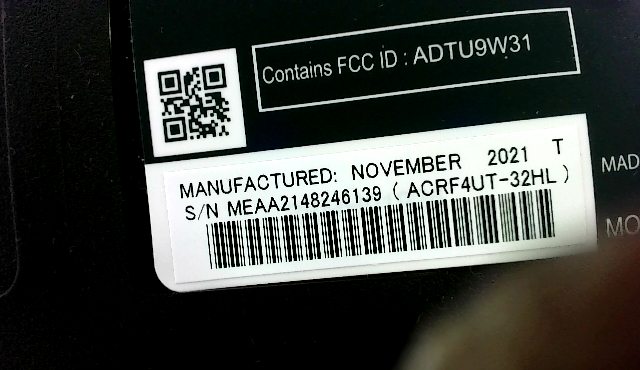 Contains FCC ID : ADTU9W31
MANUFACTURED: NOVEMBER 2021 T
S/N MEAA2148246139 ( ACRF4UT-32HL )
MAD
MO